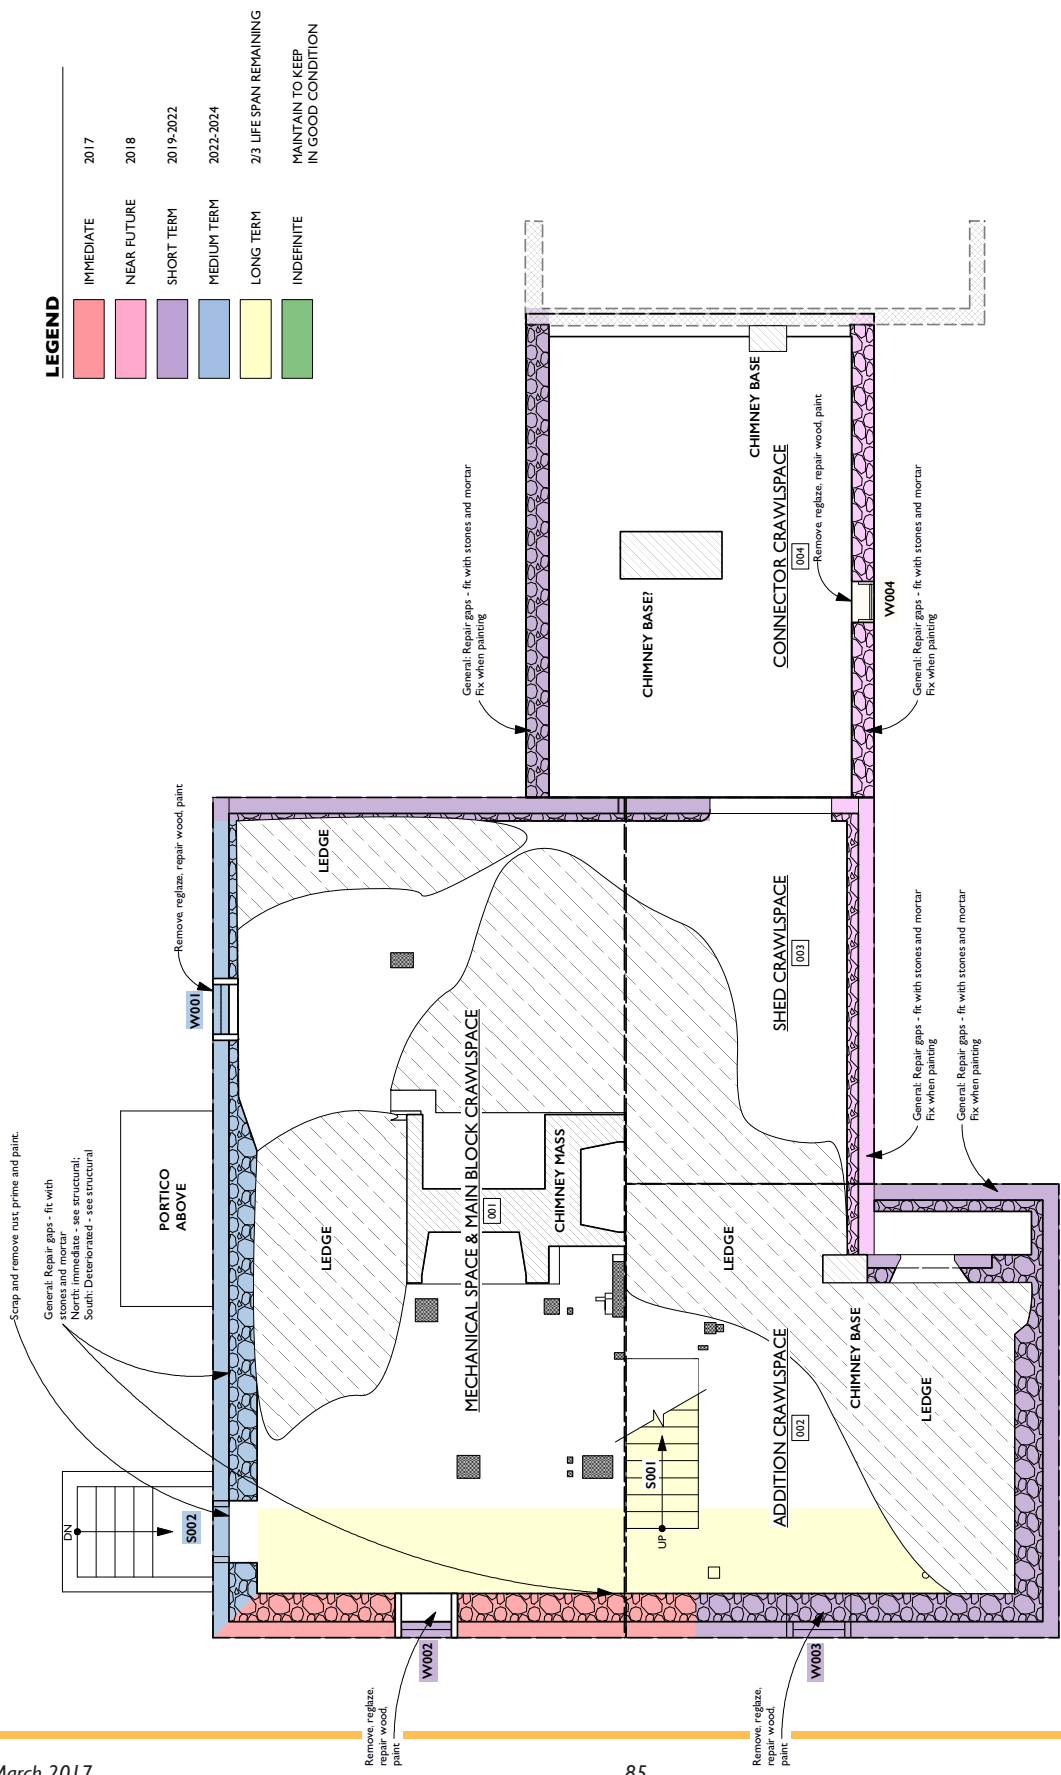 LEGEND
IMMEDIATE 2017
NEAR FUTURE 2018
SHORT TERM 2019-2022
MEDIUM TERM 2022-2024
LONG TERM 2/3 LIFE SPAN REMAINING
INDEFINITE MAINTAIN TO KEEP
IN GOOD CONDITION
Scrap and remove rust, prime and paint.
General: Repair gaps - fit with
stones and mortar
North: immediate - see structural;
South: Deteriorated - see structural
PORTICO
ABOVE
Remove, reglaze, repair wood, paint
W001
DN
S002
LEDGE
LEDGE
MECHANICAL SPACE & MAIN BLOCK CRAWLSPACE
001
CHIMNEY MASS
W002
Remove, reglaze,
repair wood,
paint
General: Repair gaps - fit with stones and mortar
Fix when painting
CHIMNEY BASE?
CHIMNEY BASE
CONNECTOR CRAWLSPACE
004
Remove, reglaze, repair wood, paint
W004
General: Repair gaps - fit with stones and mortar
Fix when painting
SHED CRAWLSPACE
003
LEDGE
S001
UP
ADDITION CRAWLSPACE
002
CHIMNEY BASE
LEDGE
General: Repair gaps - fit with stones and mortar
Fix when painting
General: Repair gaps - fit with stones and mortar
Fix when painting
W003
Remove, reglaze,
repair wood,
paint
March 2017
85